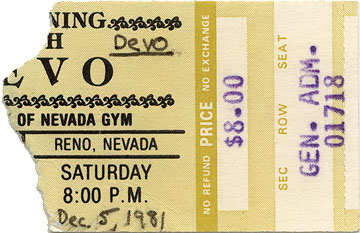 NING
H
Devo
EVO
OF NEVADA GYM
RENO, NEVADA
SATURDAY
8:00 P.M.
Dec 5, 1981
NO REFUND PRICE NO EXCHANGE
$8.00
SEC ROW SEAT
GEN. ADM.
01718